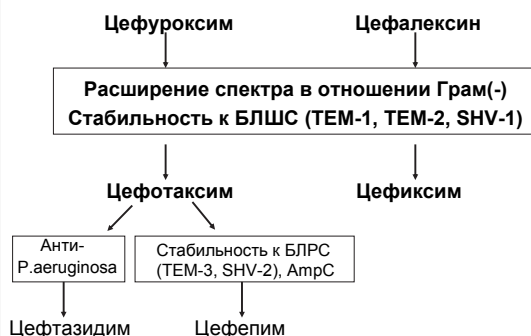 Цефуроксим Цефалексин
Расширение спектра в отношении Грам(-)
Стабильность к БЛШС (TEM-1, TEM-2, SHV-1)
Цефотаксим Цефиксим
Анти-
P.aeruginosa
Стабильность к БЛРС
(TEM-3, SHV-2), AmpC
Цефтазидим Цефепим